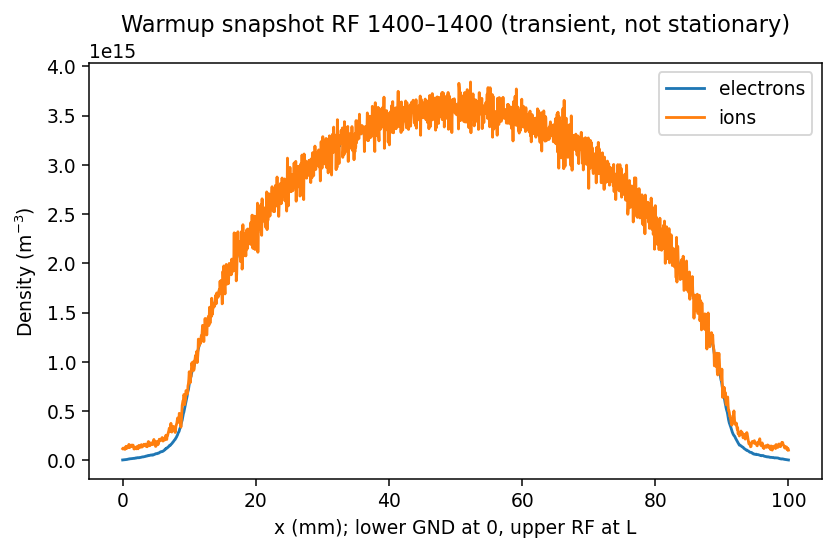 Warmup snapshot RF 1400–1400 (transient, not stationary)
1e15
4.0
3.5
3.0
2.5
2.0
1.5
1.0
0.5
0.0
Density (m⁻³)
electrons
ions
0 20 40 60 80 100
x (mm); lower GND at 0, upper RF at L